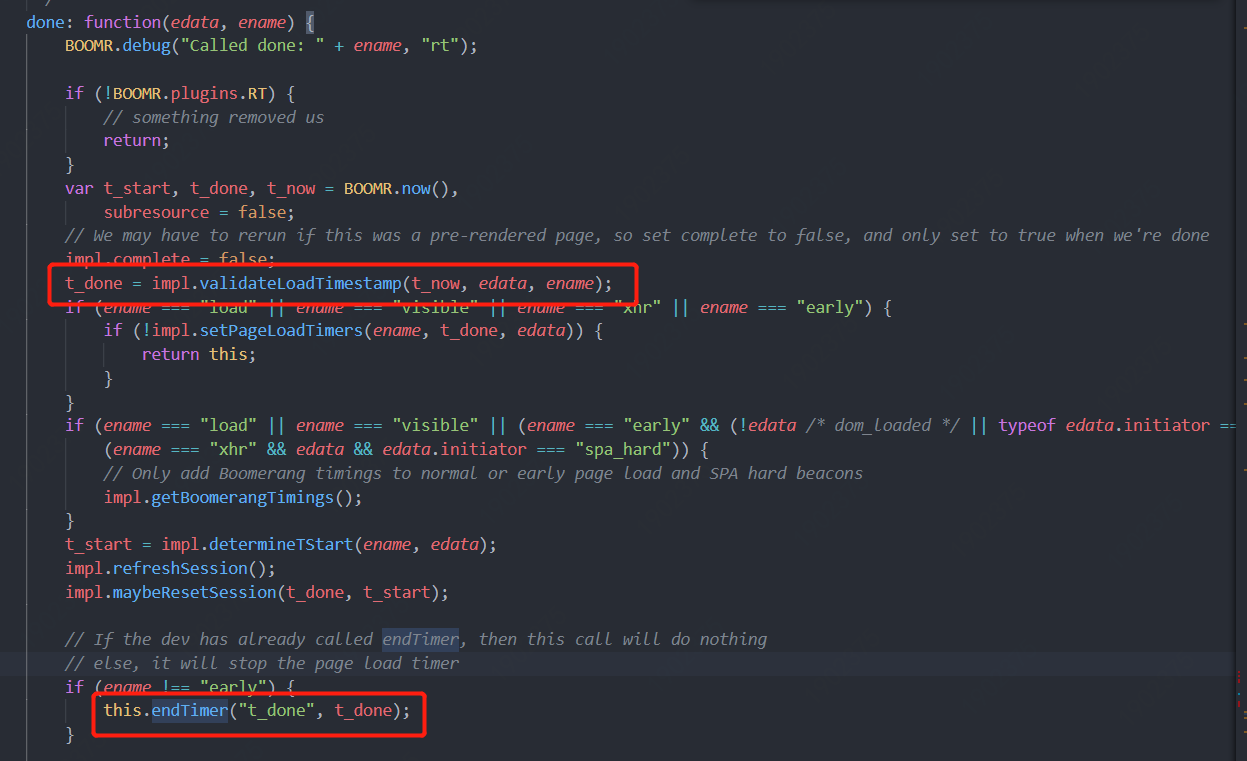 done: function(edata, ename) {
BOOMR.debug("Called done: " + ename, "rt");
if (!BOOMR.plugins.RT) {
// something removed us
return;
}
var t_start, t_done, t_now = BOOMR.now(),
subresource = false;
// We may have to rerun if this was a pre-rendered page, so set complete to false, and only set to true when we're done
impl.complete = false;
t_done = impl.validateLoadTimestamp(t_now, edata, ename);
if (ename === "load" || ename === "visible" || ename === "xhr" || ename === "early") {
if (!impl.setPageLoadTimers(ename, t_done, edata)) {
return this;
}
}
if (ename === "load" || ename === "visible" || (ename === "early" && (!edata /* dom_loaded */ || typeof edata.initiator ==
(ename === "xhr" && edata && edata.initiator === "spa_hard")) {
// Only add Boomerang timings to normal or early page load and SPA hard beacons
impl.getBoomerangTimings();
}
t_start = impl.determineTStart(ename, edata);
impl.refreshSession();
impl.maybeResetSession(t_done, t_start);
// If the dev has already called endTimer, then this call will do nothing
// else, it will stop the page load timer
if (ename !== "early") {
this.endTimer("t_done", t_done);
}